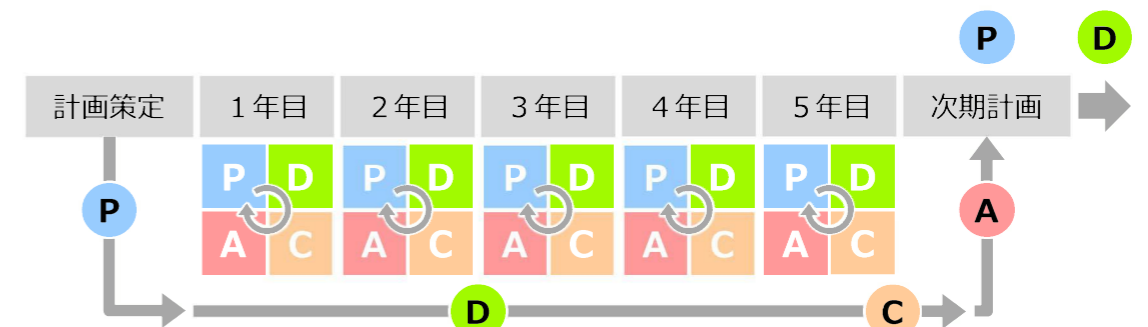 P D
計画策定 1年目 2年目 3年目 4年目 5年目 次期計画
P D P D P D P D P D
P A
A C A C A C A C A C
D C